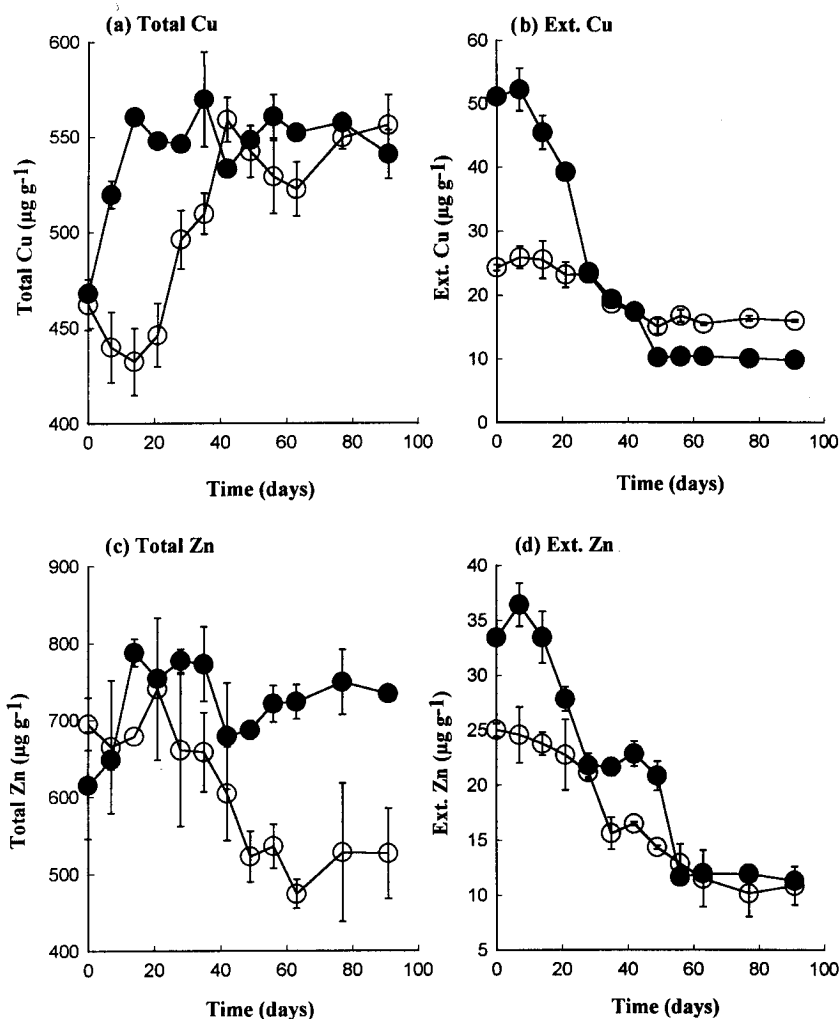 (a) Total Cu
600
550
500
450
400
Total Cu (µg g⁻¹)
0 20 40 60 80 100
Time (days)
(b) Ext. Cu
60
50
40
30
20
10
0
Ext. Cu (µg g⁻¹)
0 20 40 60 80 100
Time (days)
(c) Total Zn
900
800
700
600
500
400
Total Zn (µg g⁻¹)
0 20 40 60 80 100
Time (days)
(d) Ext. Zn
40
35
30
25
20
15
10
5
Ext. Zn (µg g⁻¹)
0 20 40 60 80 100
Time (days)